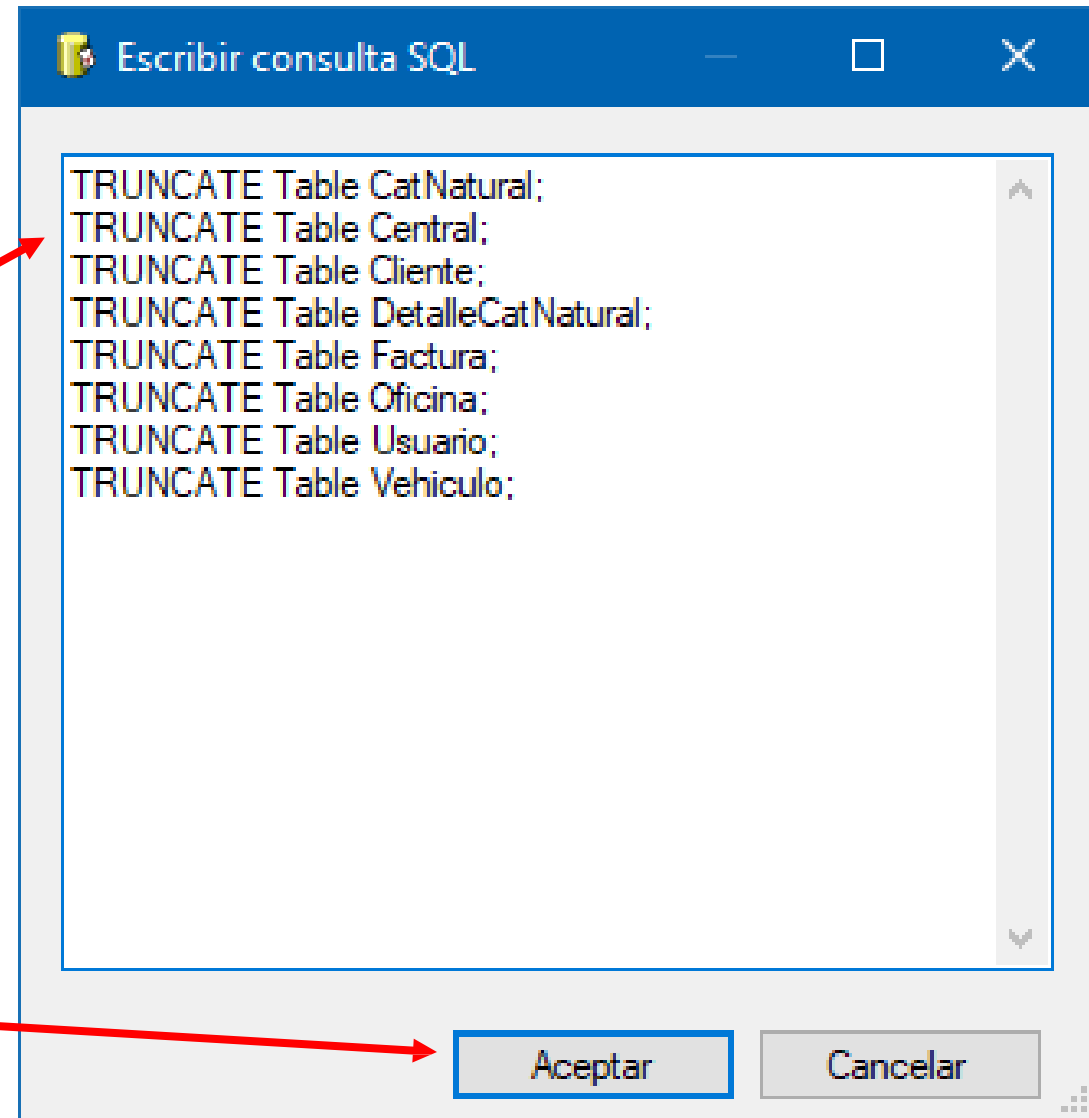 Escribir consulta SQL
TRUNCATE Table CatNatural;
TRUNCATE Table Central;
TRUNCATE Table Cliente;
TRUNCATE Table DetalleCatNatural;
TRUNCATE Table Factura;
TRUNCATE Table Oficina;
TRUNCATE Table Usuario;
TRUNCATE Table Vehiculo;
Aceptar
Cancelar